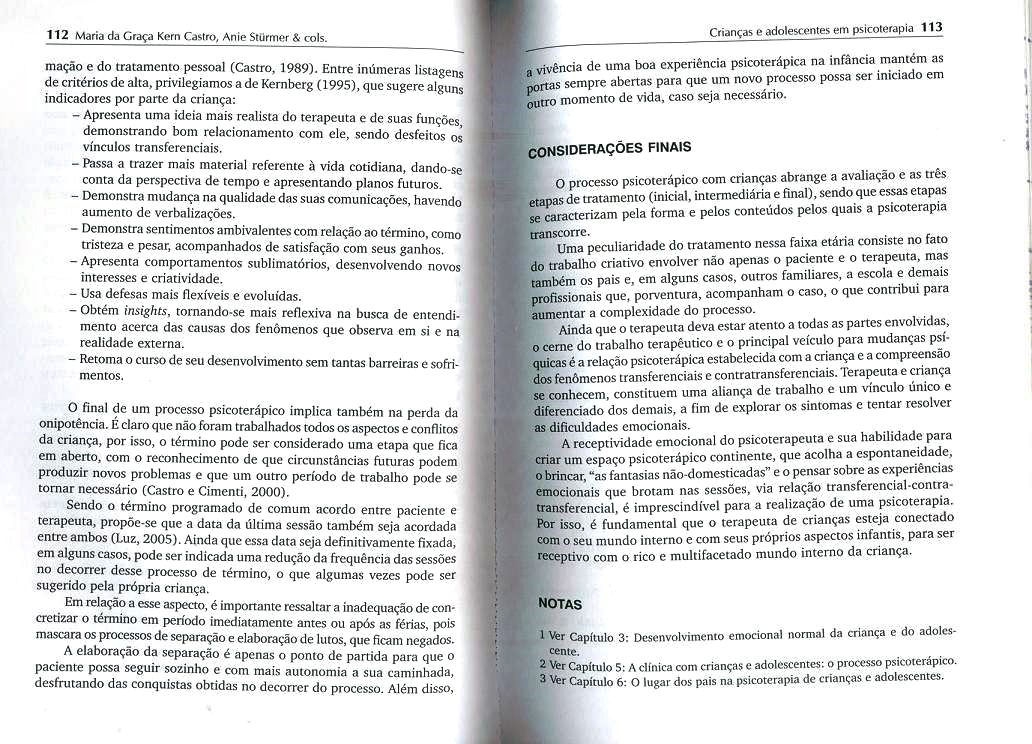 112 Maria da Graça Kern Castro, Anie Stürmer & cols.
mação e do tratamento pessoal (Castro, 1989). Entre inúmeras listagens
de critérios de alta, privilegiamos a de Kernberg (1995), que sugere alguns
indicadores por parte da criança:
– Apresenta uma ideia mais realista do terapeuta e de suas funções,
demonstrando bom relacionamento com ele, sendo desfeitos os
vínculos transferenciais.
– Passa a trazer mais material referente à vida cotidiana, dando-se
conta da perspectiva de tempo e apresentando planos futuros.
– Demonstra mudança na qualidade das suas comunicações, havendo
aumento de verbalizações.
– Demonstra sentimentos ambivalentes com relação ao término, como
tristeza e pesar, acompanhados de satisfação com seus ganhos.
– Apresenta comportamentos sublimatórios, desenvolvendo novos
interesses e criatividade.
– Usa defesas mais flexíveis e evoluídas.
– Obtém insights, tornando-se mais reflexiva na busca de entendi-
mento acerca das causas dos fenômenos que observa em si e na
realidade externa.
– Retoma o curso de seu desenvolvimento sem tantas barreiras e sofri-
mentos.
O final de um processo psicoterápico implica também na perda da
onipotência. É claro que não foram trabalhados todos os aspectos e conflitos
da criança, por isso, o término pode ser considerado uma etapa que fica
em aberto, com o reconhecimento de que circunstâncias futuras podem
produzir novos problemas e que um outro período de trabalho pode se
tornar necessário (Castro e Cimenti, 2000).
Sendo o término programado de comum acordo entre paciente e
terapeuta, propõe-se que a data da última sessão também seja acordada
entre ambos (Luz, 2005). Ainda que essa data seja definitivamente fixada,
em alguns casos, pode ser indicada uma redução da frequência das sessões
no decorrer desse processo de término, o que algumas vezes pode ser
sugerido pela própria criança.
Em relação a esse aspecto, é importante ressaltar a inadequação de con-
cretizar o término em período imediatamente antes ou após as férias, pois
mascara os processos de separação e elaboração de lutos, que ficam negados.
A elaboração da separação é apenas o ponto de partida para que o
paciente possa seguir sozinho e com mais autonomia a sua caminhada,
desfrutando das conquistas obtidas no decorrer do processo. Além disso,
Crianças e adolescentes em psicoterapia 113
a vivência de uma boa experiência psicoterápica na infância mantém as
portas sempre abertas para que um novo processo possa ser iniciado em
outro momento de vida, caso seja necessário.
CONSIDERAÇÕES FINAIS
O processo psicoterápico com crianças abrange a avaliação e as três
etapas de tratamento (inicial, intermediária e final), sendo que essas etapas
se caracterizam pela forma e pelos conteúdos pelos quais a psicoterapia
transcorre.
Uma peculiaridade do tratamento nessa faixa etária consiste no fato
do trabalho criativo envolver não apenas o paciente e o terapeuta, mas
também os pais e, em alguns casos, outros familiares, a escola e demais
profissionais que, porventura, acompanham o caso, o que contribui para
aumentar a complexidade do processo.
Ainda que o terapeuta deva estar atento a todas as partes envolvidas,
o cerne do trabalho terapêutico e o principal veículo para mudanças psí-
quicas é a relação psicoterápica estabelecida com a criança e a compreensão
dos fenômenos transferenciais e contratransferenciais. Terapeuta e criança
se conhecem, constituem uma aliança de trabalho e um vínculo único e
diferenciado dos demais, a fim de explorar os sintomas e tentar resolver
as dificuldades emocionais.
A receptividade emocional do psicoterapeuta e sua habilidade para
criar um espaço psicoterápico continente, que acolha a espontaneidade,
o brincar, “as fantasias não-domesticadas” e o pensar sobre as experiências
emocionais que brotam nas sessões, via relação transferencial-contra-
transferencial, é imprescindível para a realização de uma psicoterapia.
Por isso, é fundamental que o terapeuta de crianças esteja conectado
com o seu mundo interno e com seus próprios aspectos infantis, para ser
receptivo com o rico e multifacetado mundo interno da criança.
NOTAS
1 Ver Capítulo 3: Desenvolvimento emocional normal da criança e do adoles-
cente.
2 Ver Capítulo 5: A clínica com crianças e adolescentes: o processo psicoterápico.
3 Ver Capítulo 6: O lugar dos pais na psicoterapia de crianças e adolescentes.